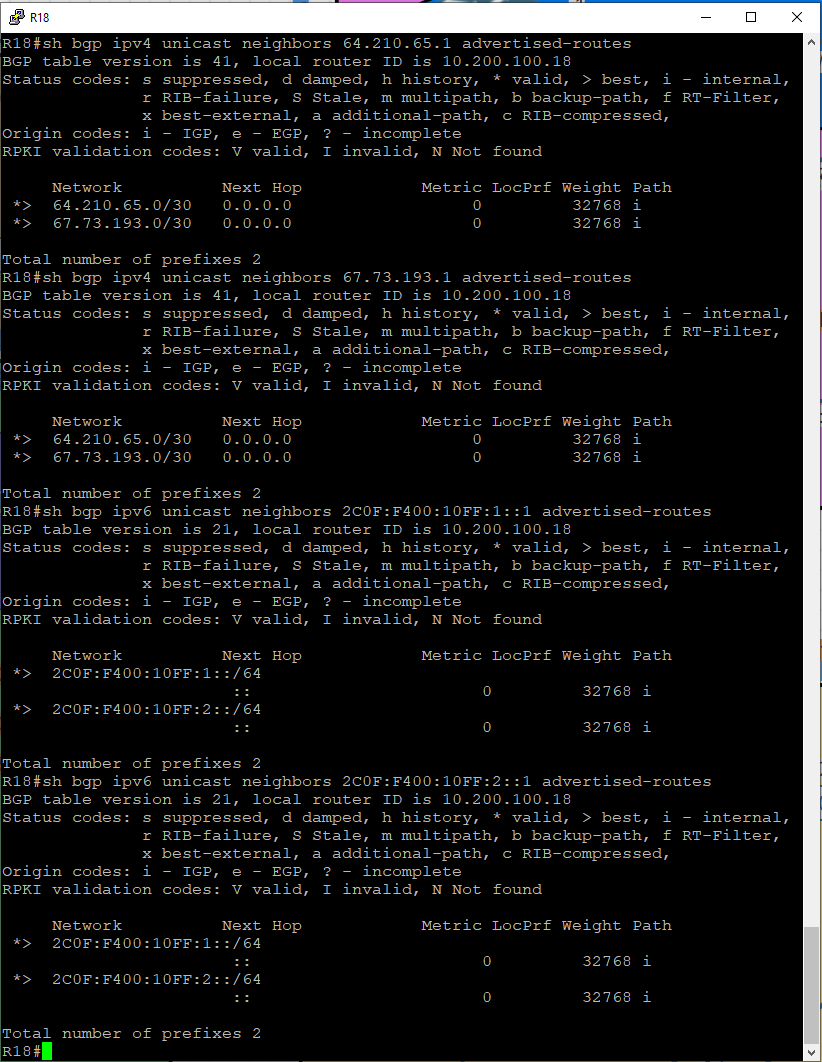 R18
R18#sh bgp ipv4 unicast neighbors 64.210.65.1 advertised-routes
BGP table version is 41, local router ID is 10.200.100.18
Status codes: s suppressed, d damped, h history, * valid, > best, i - internal,
              r RIB-failure, S Stale, m multipath, b backup-path, f RT-Filter,
              x best-external, a additional-path, c RIB-compressed,
Origin codes: i - IGP, e - EGP, ? - incomplete
RPKI validation codes: V valid, I invalid, N Not found

     Network          Next Hop            Metric LocPrf Weight Path
 *>  64.210.65.0/30   0.0.0.0                  0         32768 i
 *>  67.73.193.0/30   0.0.0.0                  0         32768 i

Total number of prefixes 2
R18#sh bgp ipv4 unicast neighbors 67.73.193.1 advertised-routes
BGP table version is 41, local router ID is 10.200.100.18
Status codes: s suppressed, d damped, h history, * valid, > best, i - internal,
              r RIB-failure, S Stale, m multipath, b backup-path, f RT-Filter,
              x best-external, a additional-path, c RIB-compressed,
Origin codes: i - IGP, e - EGP, ? - incomplete
RPKI validation codes: V valid, I invalid, N Not found

     Network          Next Hop            Metric LocPrf Weight Path
 *>  64.210.65.0/30   0.0.0.0                  0         32768 i
 *>  67.73.193.0/30   0.0.0.0                  0         32768 i

Total number of prefixes 2
R18#sh bgp ipv6 unicast neighbors 2C0F:F400:10FF:1::1 advertised-routes
BGP table version is 21, local router ID is 10.200.100.18
Status codes: s suppressed, d damped, h history, * valid, > best, i - internal,
              r RIB-failure, S Stale, m multipath, b backup-path, f RT-Filter,
              x best-external, a additional-path, c RIB-compressed,
Origin codes: i - IGP, e - EGP, ? - incomplete
RPKI validation codes: V valid, I invalid, N Not found

     Network          Next Hop            Metric LocPrf Weight Path
 *>  2C0F:F400:10FF:1::/64
                       ::                       0         32768 i
 *>  2C0F:F400:10FF:2::/64
                       ::                       0         32768 i

Total number of prefixes 2
R18#sh bgp ipv6 unicast neighbors 2C0F:F400:10FF:2::1 advertised-routes
BGP table version is 21, local router ID is 10.200.100.18
Status codes: s suppressed, d damped, h history, * valid, > best, i - internal,
              r RIB-failure, S Stale, m multipath, b backup-path, f RT-Filter,
              x best-external, a additional-path, c RIB-compressed,
Origin codes: i - IGP, e - EGP, ? - incomplete
RPKI validation codes: V valid, I invalid, N Not found

     Network          Next Hop            Metric LocPrf Weight Path
 *>  2C0F:F400:10FF:1::/64
                       ::                       0         32768 i
 *>  2C0F:F400:10FF:2::/64
                       ::                       0         32768 i

Total number of prefixes 2
R18#